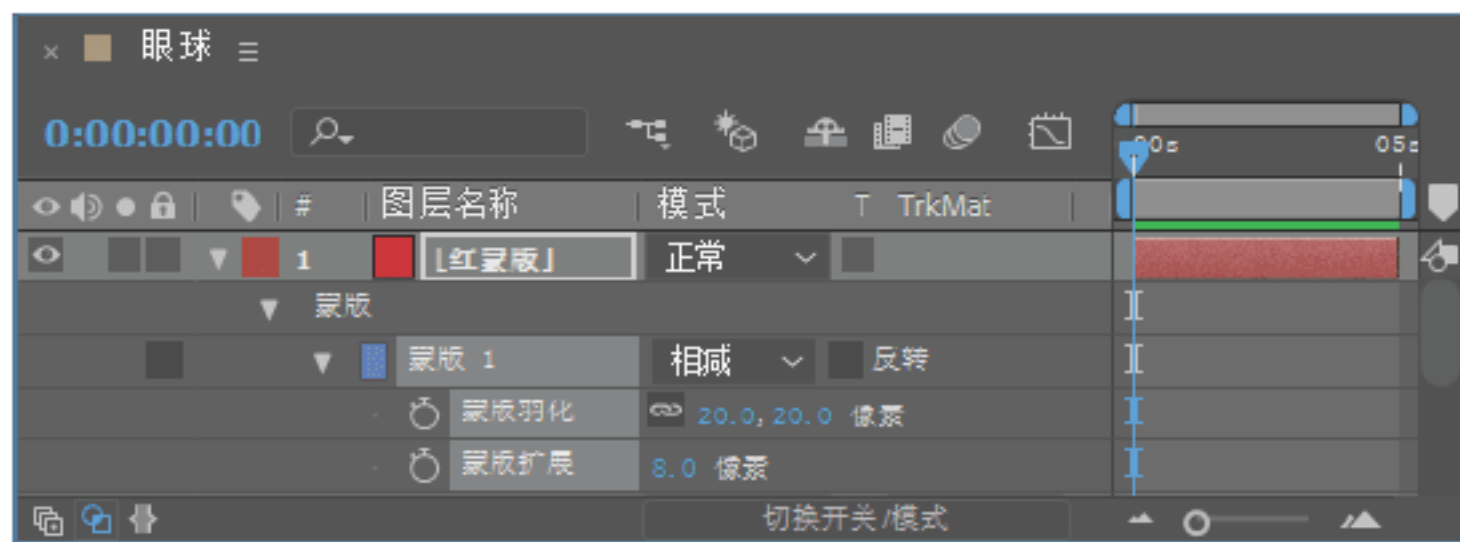 × 眼球
0:00:00:00
00s 05s
# 图层名称 模式 T TrkMat
1 [红蒙版] 正常
蒙版
蒙版 1 相减 反转
蒙版羽化 20.0, 20.0 像素
蒙版扩展 8.0 像素
切换开关/模式